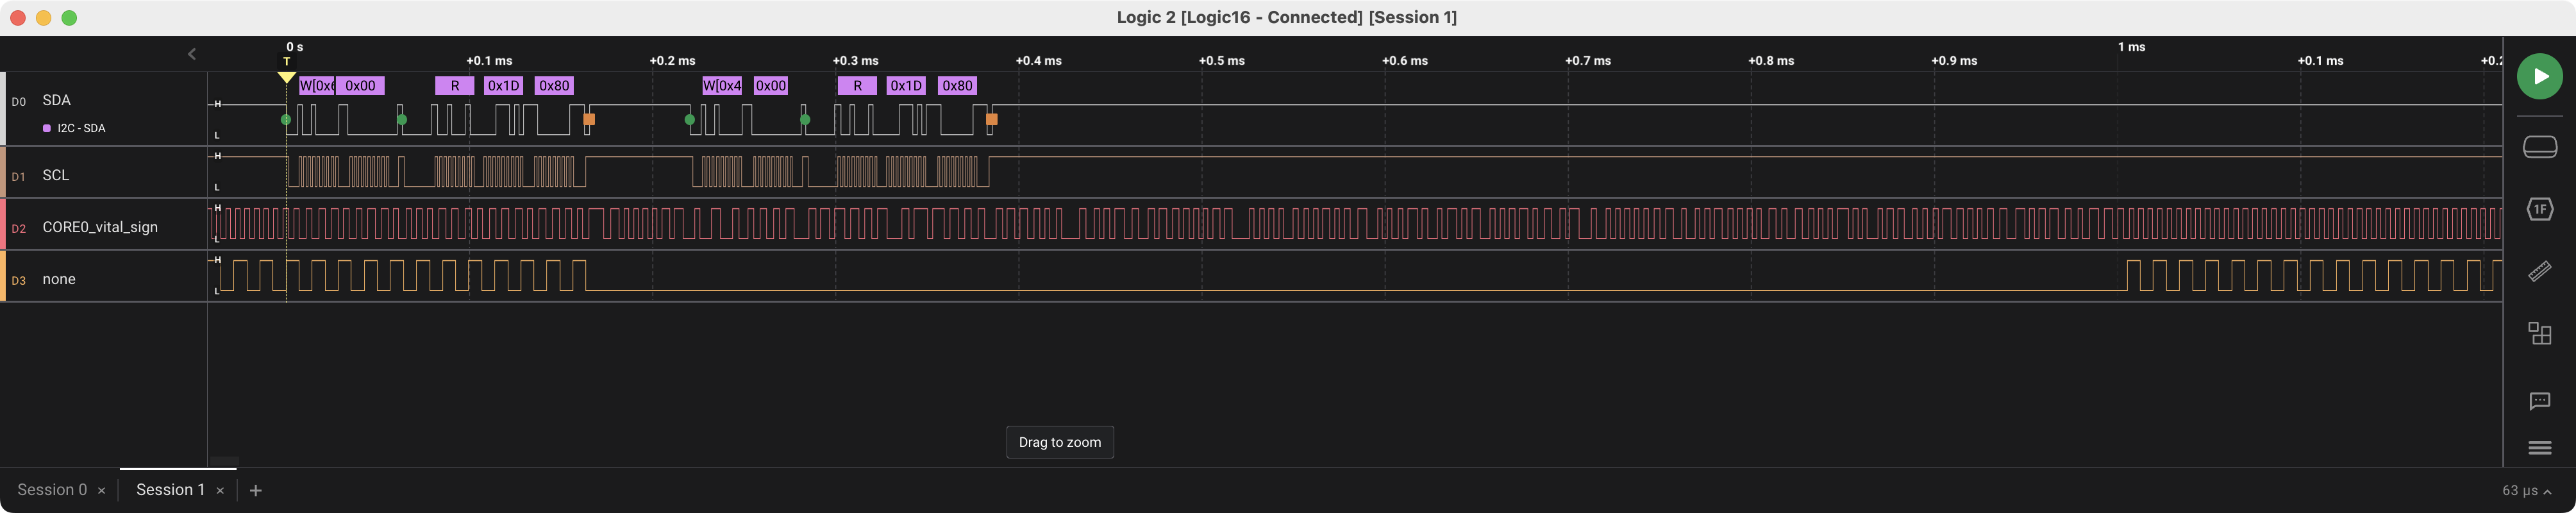 Logic 2 [Logic16 - Connected] [Session 1]
0 s
1 ms
T
+0.1 ms
+0.2 ms
+0.3 ms
+0.4 ms
+0.5 ms
+0.6 ms
+0.7 ms
+0.8 ms
+0.9 ms
+0.1 ms
+0.2
W[0x6
0x00
R
0x1D
0x80
W[0x4
0x00
R
0x1D
0x80
D0
SDA
I2C - SDA
H
L
D1
SCL
H
L
D2
CORE0_vital_sign
H
L
D3
none
H
L
1F
Drag to zoom
Session 0
Session 1
63 µs